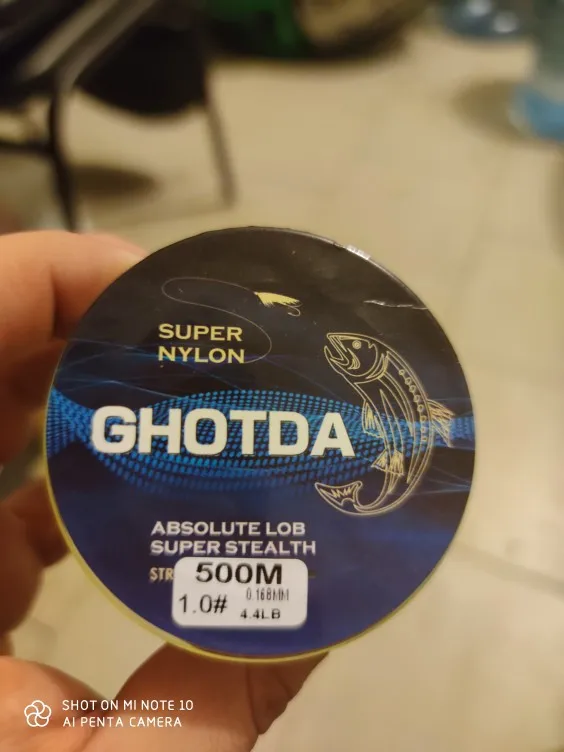 SUPER
NYLON
GHOTDA
ABSOLUTE LOB
SUPER STEALTH
500M
1.0# 0.168MM
4.4LB
SHOT ON MI NOTE 10
AI PENTA CAMERA